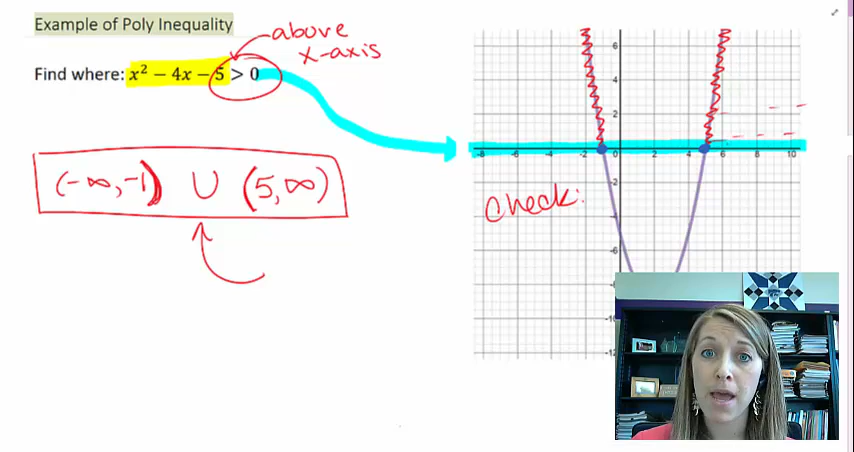 Example of Poly Inequality
above
x-axis
Find where: x² − 4x − 5 > 0
(-∞,-1) ∪ (5,∞)
6
4
2
-8 -6 -4 -2 0 2 4 6 8 10
-2
check:
-4
-6
-8
-10
-12